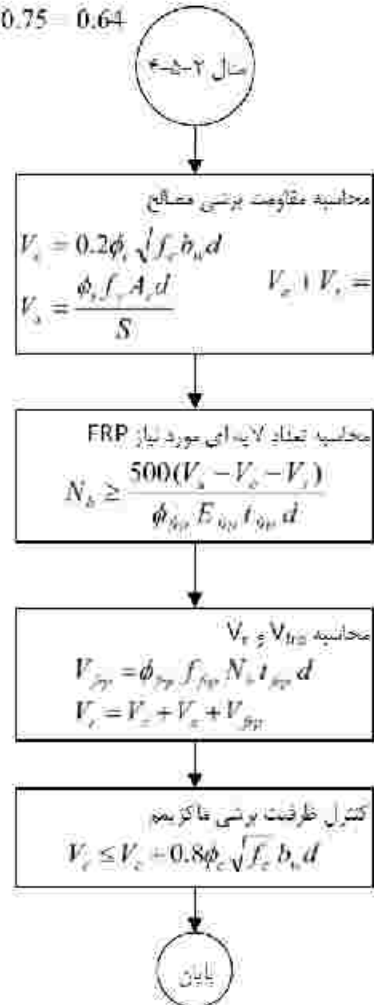 0.75 = 0.64
مثال ۲-۵-۴
محاسبه مقاومت برشی مصالح
V_c = 0.2φ_c √f_c b_w d
V_s = φ_s f_y A_v d / S
V_c + V_s =
محاسبه تعداد لایه های مورد نیاز FRP
N_b ≥ 500(V_u − V_c − V_s) / φ_frp E_frp t_frp d
محاسبه V_frp و V_r
V_frp = φ_frp f_frp N_b t_frp d
V_r = V_c + V_s + V_frp
کنترل ظرفیت برشی ماکزیمم
V_r ≤ V_c + 0.8φ_c √f_c b_w d
پایان